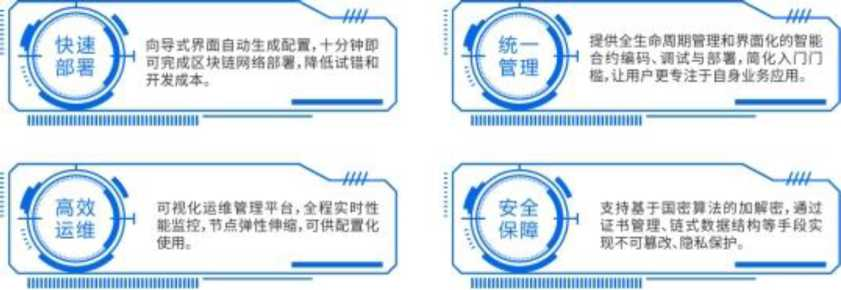 快速
部署
向导式界面自动生成配置，十分钟即
可完成区块链网络部署，降低试错和
开发成本。
统一
管理
提供全生命周期管理和界面化的智能
合约编码、调试与部署，简化入门门
槛，让用户更专注于自身业务应用。
高效
运维
可视化运维管理平台，全程实时性
能监控，节点弹性伸缩，可供配置化
使用。
安全
保障
支持基于国密算法的加解密，通过
证书管理、链式数据结构等手段实
现不可篡改、隐私保护。